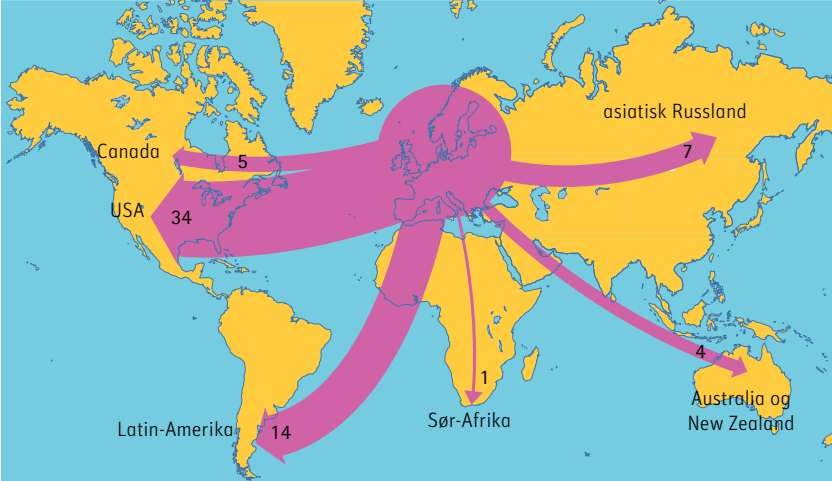 asiatisk Russland
7
Canada
5
USA
34
4
1
Australia og
New Zealand
Sør-Afrika
Latin-Amerika
14